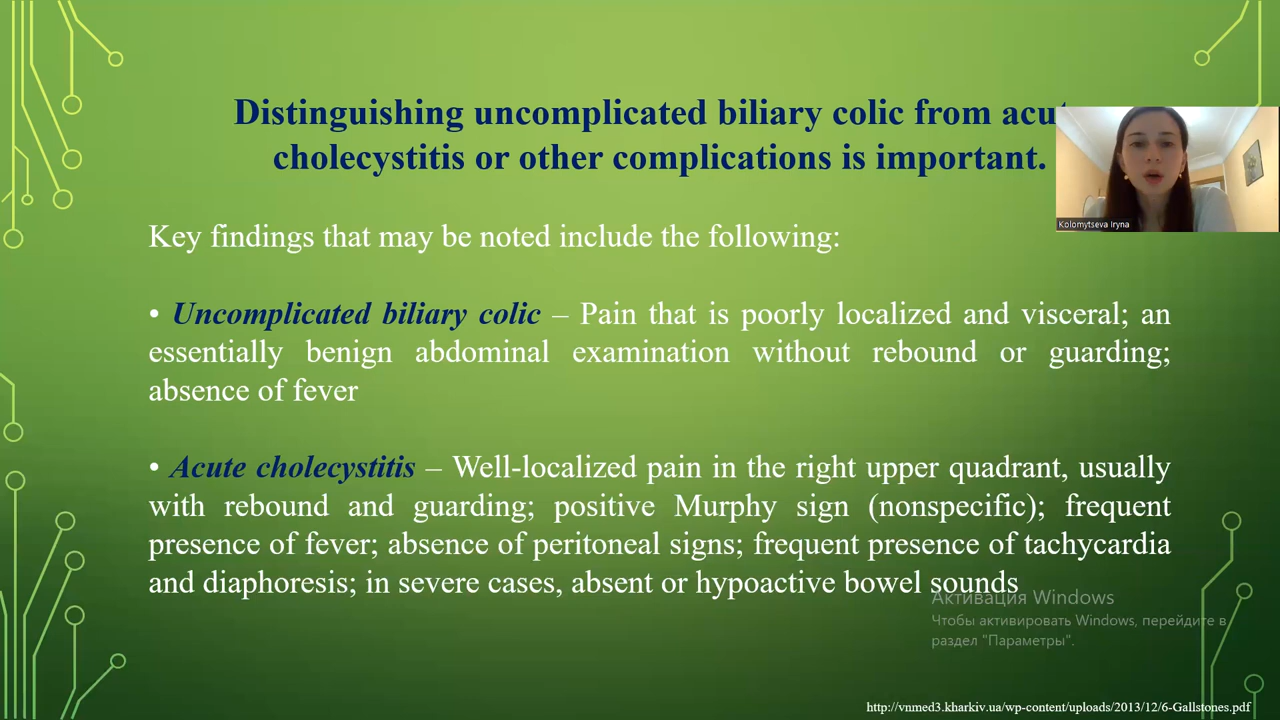 Distinguishing uncomplicated biliary colic from acut
cholecystitis or other complications is important.
Kolomytseva Iryna
Key findings that may be noted include the following:
• Uncomplicated biliary colic – Pain that is poorly localized and visceral; an
essentially benign abdominal examination without rebound or guarding;
absence of fever
• Acute cholecystitis – Well-localized pain in the right upper quadrant, usually
with rebound and guarding; positive Murphy sign (nonspecific); frequent
presence of fever; absence of peritoneal signs; frequent presence of tachycardia
and diaphoresis; in severe cases, absent or hypoactive bowel sounds
Активация Windows
Чтобы активировать Windows, перейдите в
раздел "Параметры".
http://vnmed3.kharkiv.ua/wp-content/uploads/2013/12/6-Gallstones.pdf